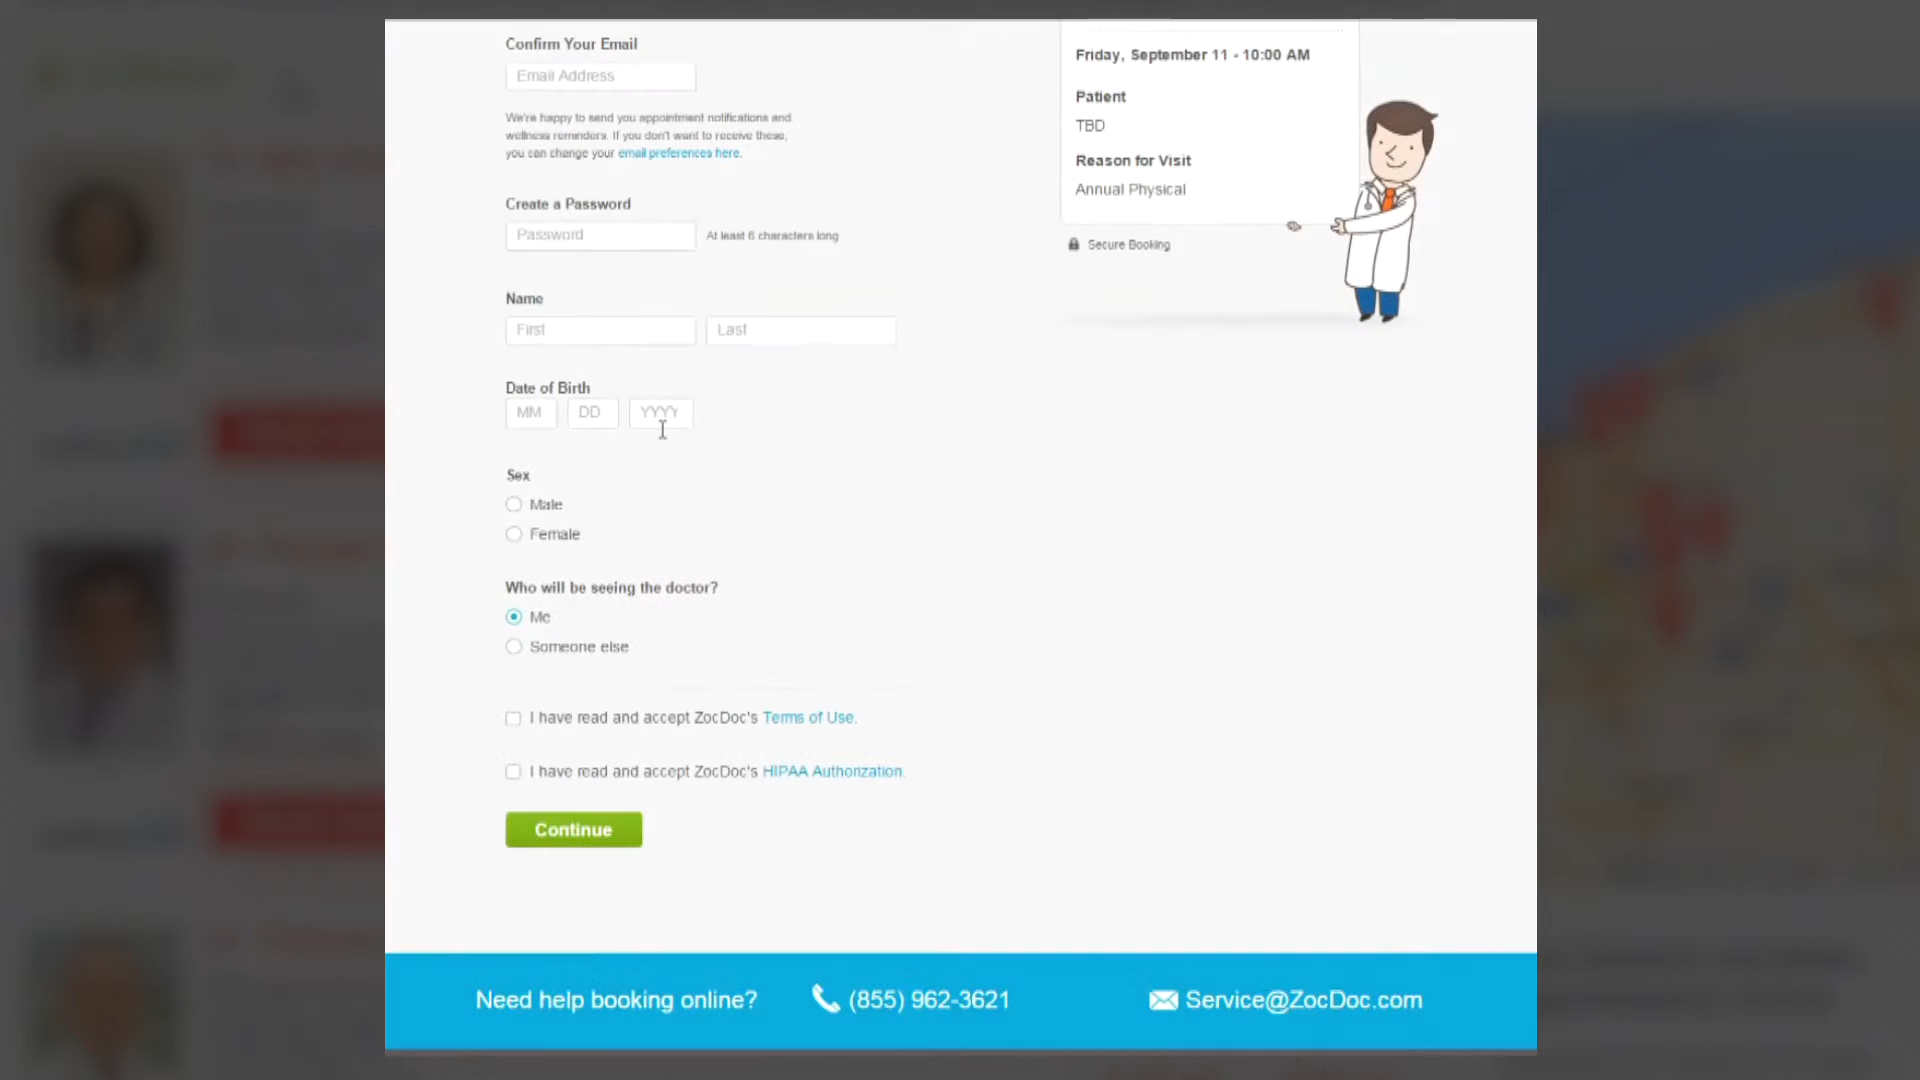 Confirm Your Email
Email Address
We're happy to send you appointment notifications and
wellness reminders. If you don't want to receive these,
you can change your email preferences here.
Create a Password
Password
At least 6 characters long
Name
First Last
Date of Birth
MM DD YYYY
Sex
Male
Female
Who will be seeing the doctor?
Me
Someone else
I have read and accept ZocDoc's Terms of Use.
I have read and accept ZocDoc's HIPAA Authorization.
Continue
Friday, September 11 - 10:00 AM
Patient
TBD
Reason for Visit
Annual Physical
Secure Booking
Need help booking online? (855) 962-3621 Service@ZocDoc.com